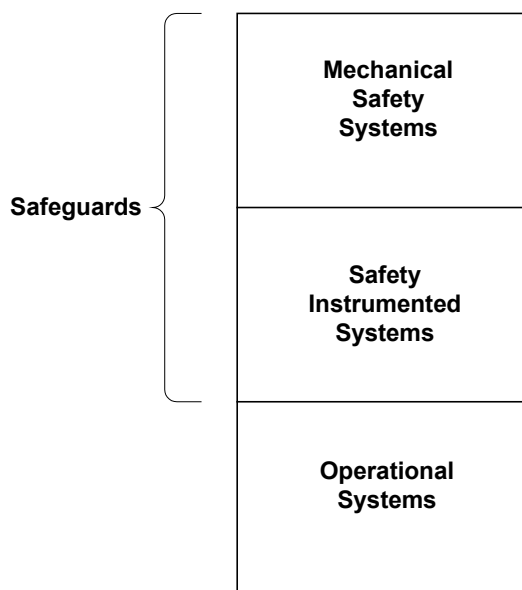 Mechanical
Safety
Systems
Safeguards
Safety
Instrumented
Systems
Operational
Systems